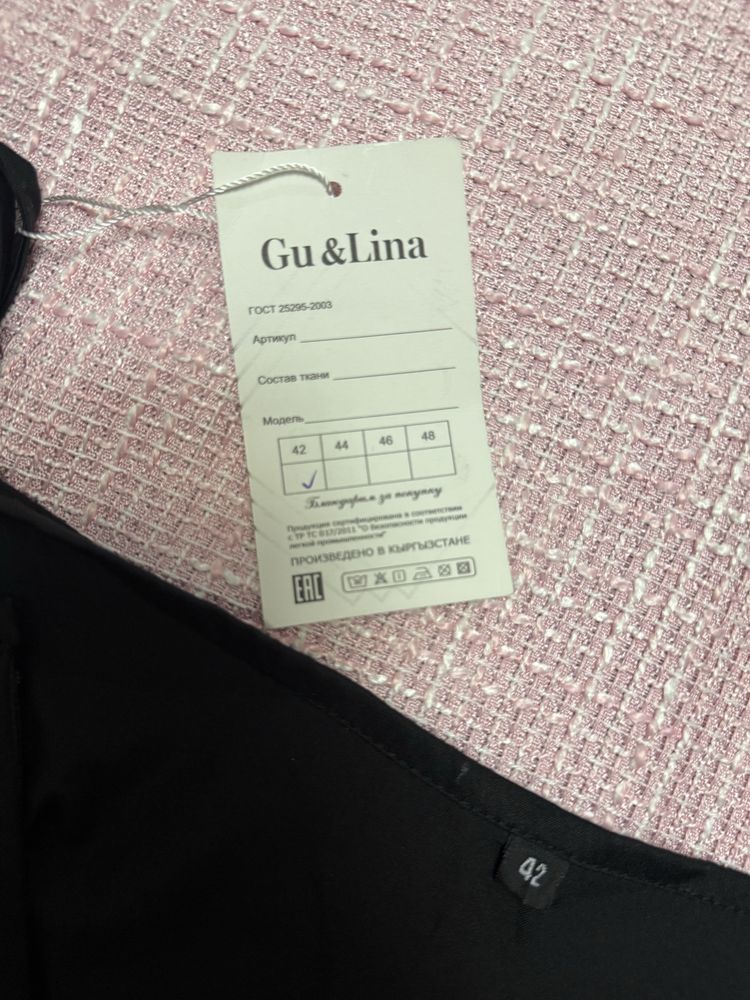 Gu &Lina
ГОСТ 25295-2003
Артикул
Состав ткани
Модель
42 44 46 48
Благодарим за покупку
Продукция сертифицирована в соответствии
с ТР ТС 017/2011 "О безопасности продукции
легкой промышленности"
ПРОИЗВЕДЕНО В КЫРГЫЗСТАНЕ
EAC
42